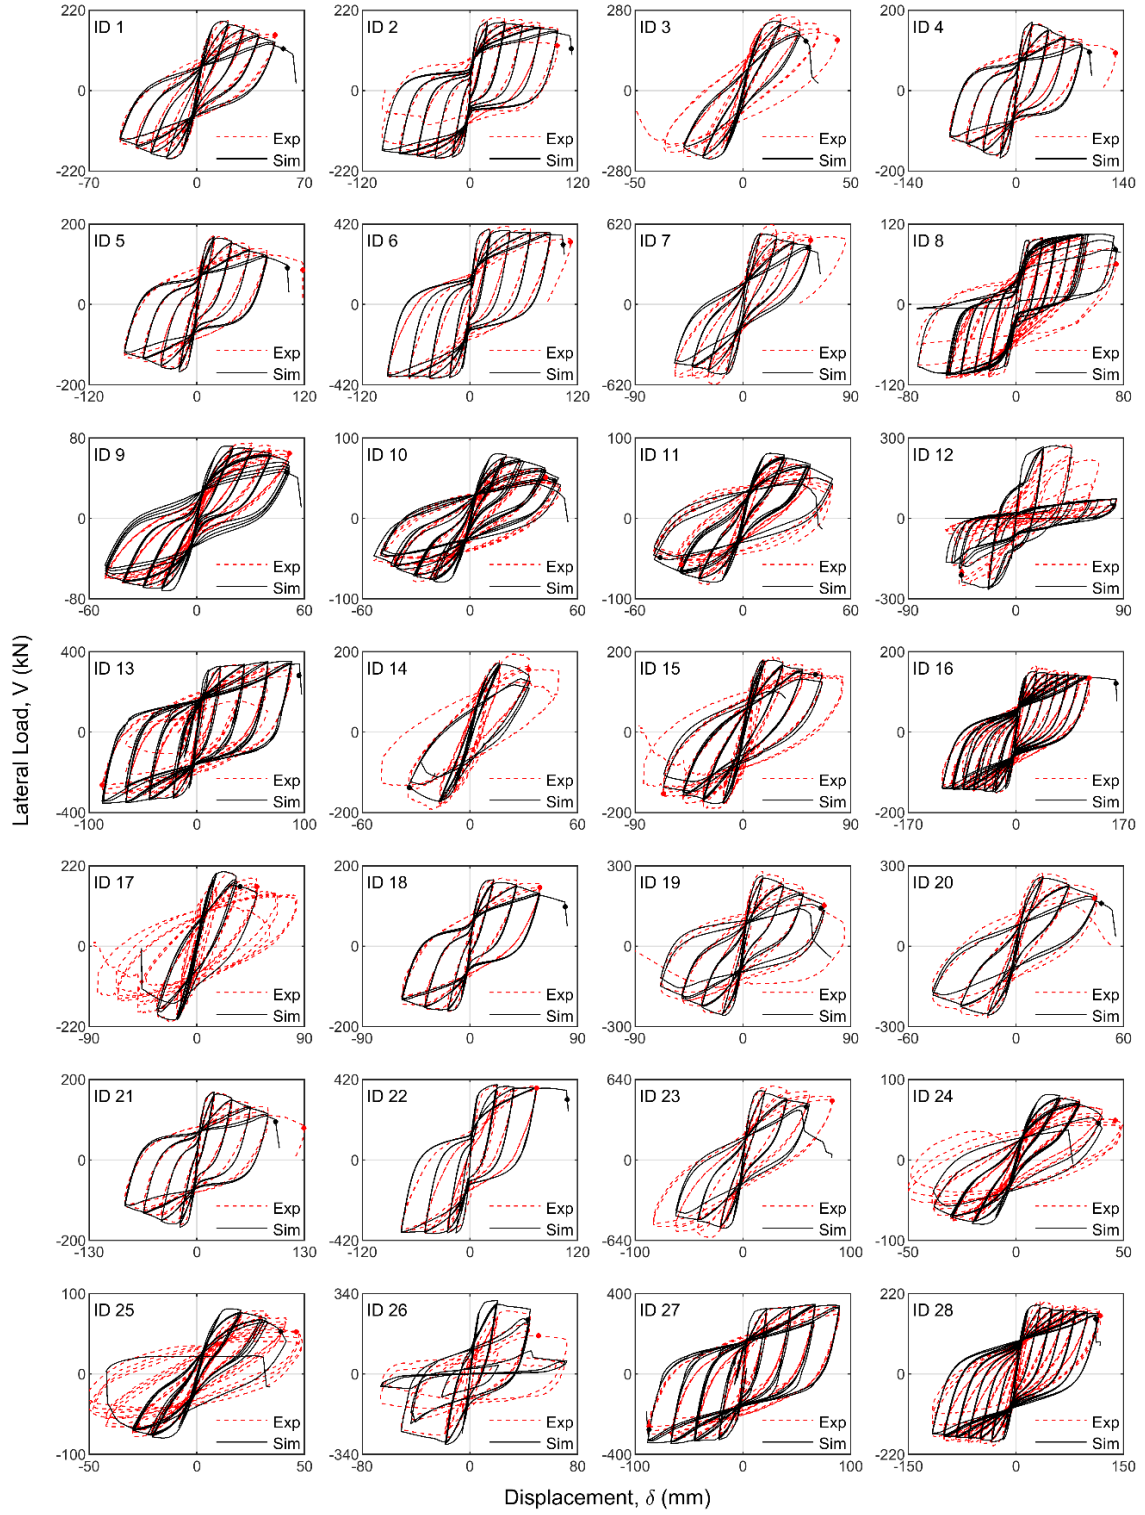 220
ID 1
0
Exp
Sim
-220
-70 0 70
220
ID 2
0
Exp
Sim
-220
-120 0 120
280
ID 3
0
Exp
Sim
-280
-50 0 50
200
ID 4
0
Exp
Sim
-200
-140 0 140
200
ID 5
0
Exp
Sim
-200
-120 0 120
420
ID 6
0
Exp
Sim
-420
-120 0 120
620
ID 7
0
Exp
Sim
-620
-90 0 90
120
ID 8
0
Exp
Sim
-120
-80 0 80
80
ID 9
0
Exp
Sim
-80
-60 0 60
100
ID 10
0
Exp
Sim
-100
-60 0 60
100
ID 11
0
Exp
Sim
-100
-60 0 60
300
ID 12
0
Exp
Sim
-300
-90 0 90
Lateral Load, V (kN)
400
ID 13
0
Exp
Sim
-400
-100 0 100
200
ID 14
0
Exp
Sim
-200
-60 0 60
200
ID 15
0
Exp
Sim
-200
-90 0 90
200
ID 16
0
Exp
Sim
-200
-170 0 170
220
ID 17
0
Exp
Sim
-220
-90 0 90
200
ID 18
0
Exp
Sim
-200
-90 0 90
300
ID 19
0
Exp
Sim
-300
-90 0 90
300
ID 20
0
Exp
Sim
-300
-60 0 60
200
ID 21
0
Exp
Sim
-200
-130 0 130
420
ID 22
0
Exp
Sim
-420
-120 0 120
640
ID 23
0
Exp
Sim
-640
-100 0 100
100
ID 24
0
Exp
Sim
-100
-50 0 50
100
ID 25
0
Exp
Sim
-100
-50 0 50
340
ID 26
0
Exp
Sim
-340
-80 0 80
400
ID 27
0
Exp
Sim
-400
-100 0 100
220
ID 28
0
Exp
Sim
-220
-150 0 150
Displacement, δ (mm)